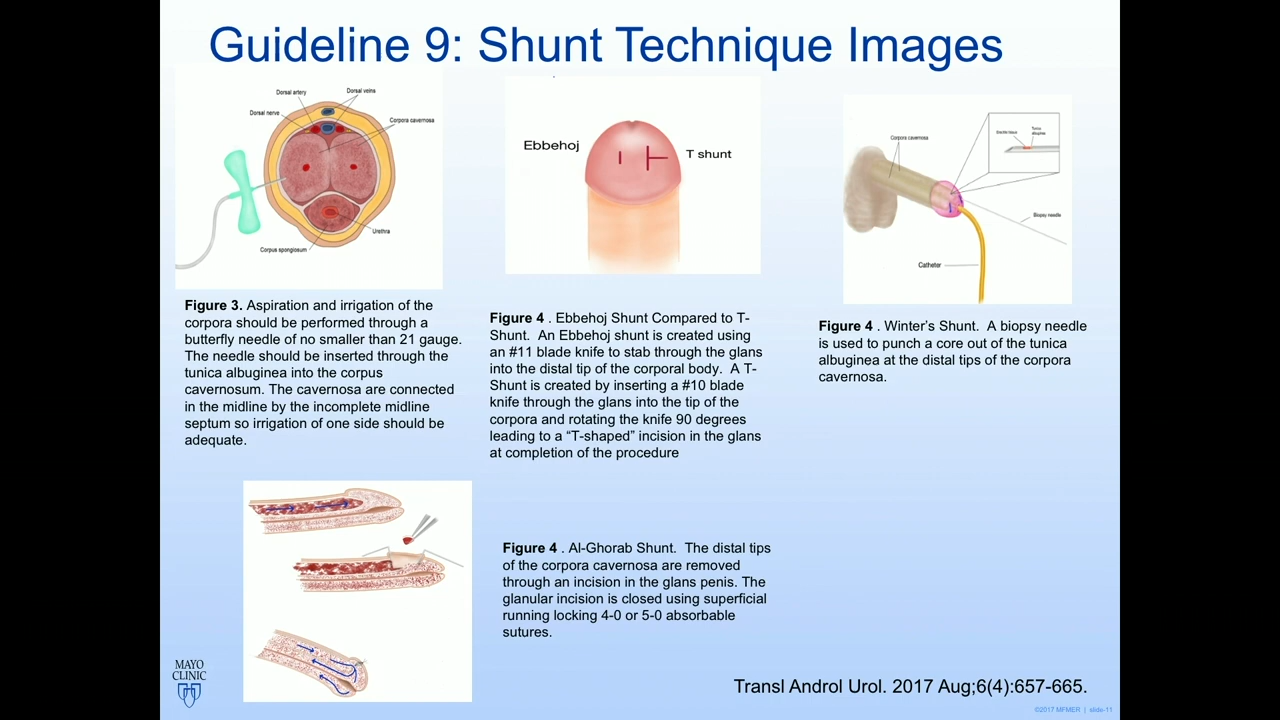 Guideline 9: Shunt Technique Images
Dorsal artery
Dorsal veins
Dorsal nerve
Corpora cavernosa
Urethra
Corpus spongiosum
Ebbehoj
T shunt
Corpora cavernosa
Erectile tissue
Tunica
albuginea
Biopsy needle
Catheter
Figure 3. Aspiration and irrigation of the
corpora should be performed through a
butterfly needle of no smaller than 21 gauge.
The needle should be inserted through the
tunica albuginea into the corpus
cavernosum. The cavernosa are connected
in the midline by the incomplete midline
septum so irrigation of one side should be
adequate.
Figure 4 . Ebbehoj Shunt Compared to T-
Shunt. An Ebbehoj shunt is created using
an #11 blade knife to stab through the glans
into the distal tip of the corporal body. A T-
Shunt is created by inserting a #10 blade
knife through the glans into the tip of the
corpora and rotating the knife 90 degrees
leading to a “T-shaped” incision in the glans
at completion of the procedure
Figure 4 . Winter’s Shunt. A biopsy needle
is used to punch a core out of the tunica
albuginea at the distal tips of the corpora
cavernosa.
Figure 4 . Al-Ghorab Shunt. The distal tips
of the corpora cavernosa are removed
through an incision in the glans penis. The
glanular incision is closed using superficial
running locking 4-0 or 5-0 absorbable
sutures.
MAYO
CLINIC
Transl Androl Urol. 2017 Aug;6(4):657-665.
©2017 MFMER | slide-11